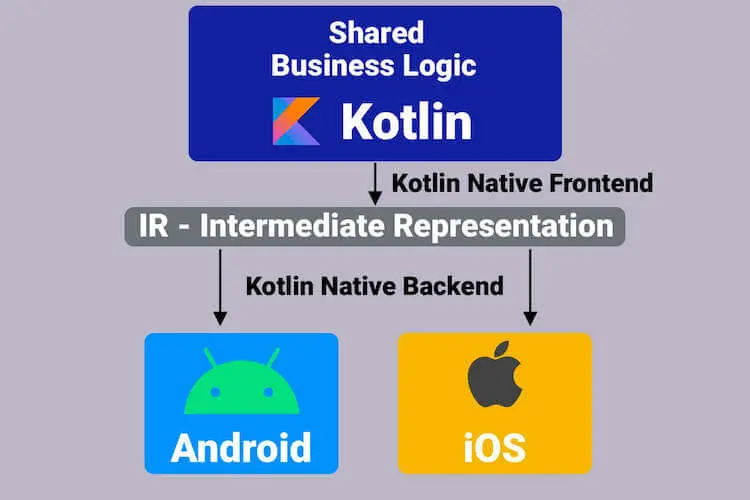 Shared
Business Logic
Kotlin
Kotlin Native Frontend
IR - Intermediate Representation
Kotlin Native Backend
Android
iOS